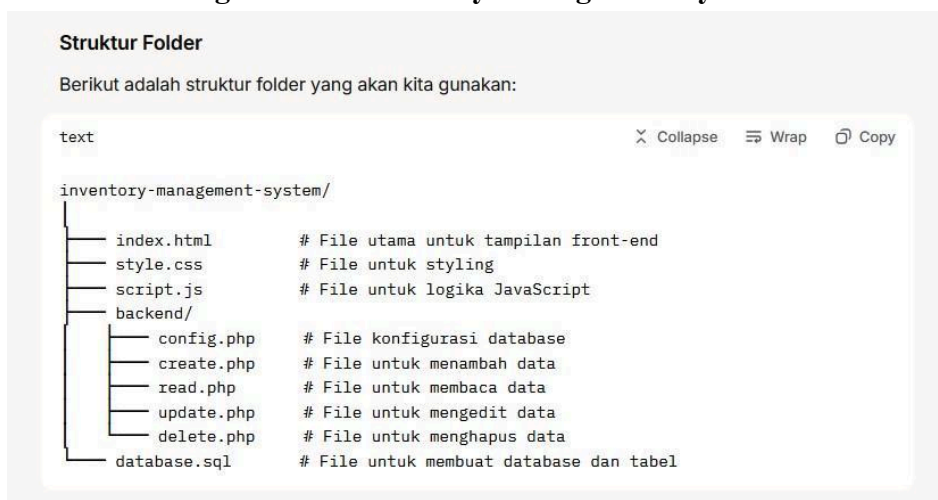 Struktur Folder
Berikut adalah struktur folder yang akan kita gunakan:
text Collapse Wrap Copy
inventory-management-system/
│
├── index.html # File utama untuk tampilan front-end
├── style.css # File untuk styling
├── script.js # File untuk logika JavaScript
├── backend/
│ ├── config.php # File konfigurasi database
│ ├── create.php # File untuk menambah data
│ ├── read.php # File untuk membaca data
│ ├── update.php # File untuk mengedit data
│ └── delete.php # File untuk menghapus data
└── database.sql # File untuk membuat database dan tabel